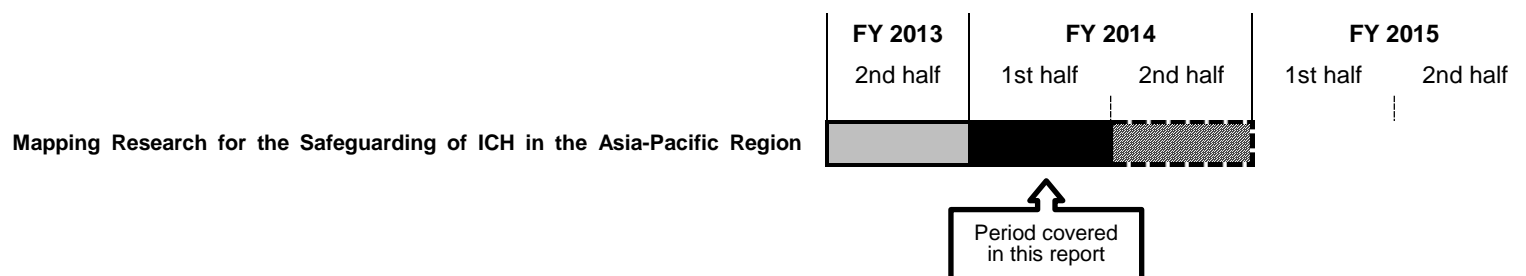 FY 2013 FY 2014 FY 2015
2nd half 1st half 2nd half 1st half 2nd half
Mapping Research for the Safeguarding of ICH in the Asia-Pacific Region
Period covered
in this report